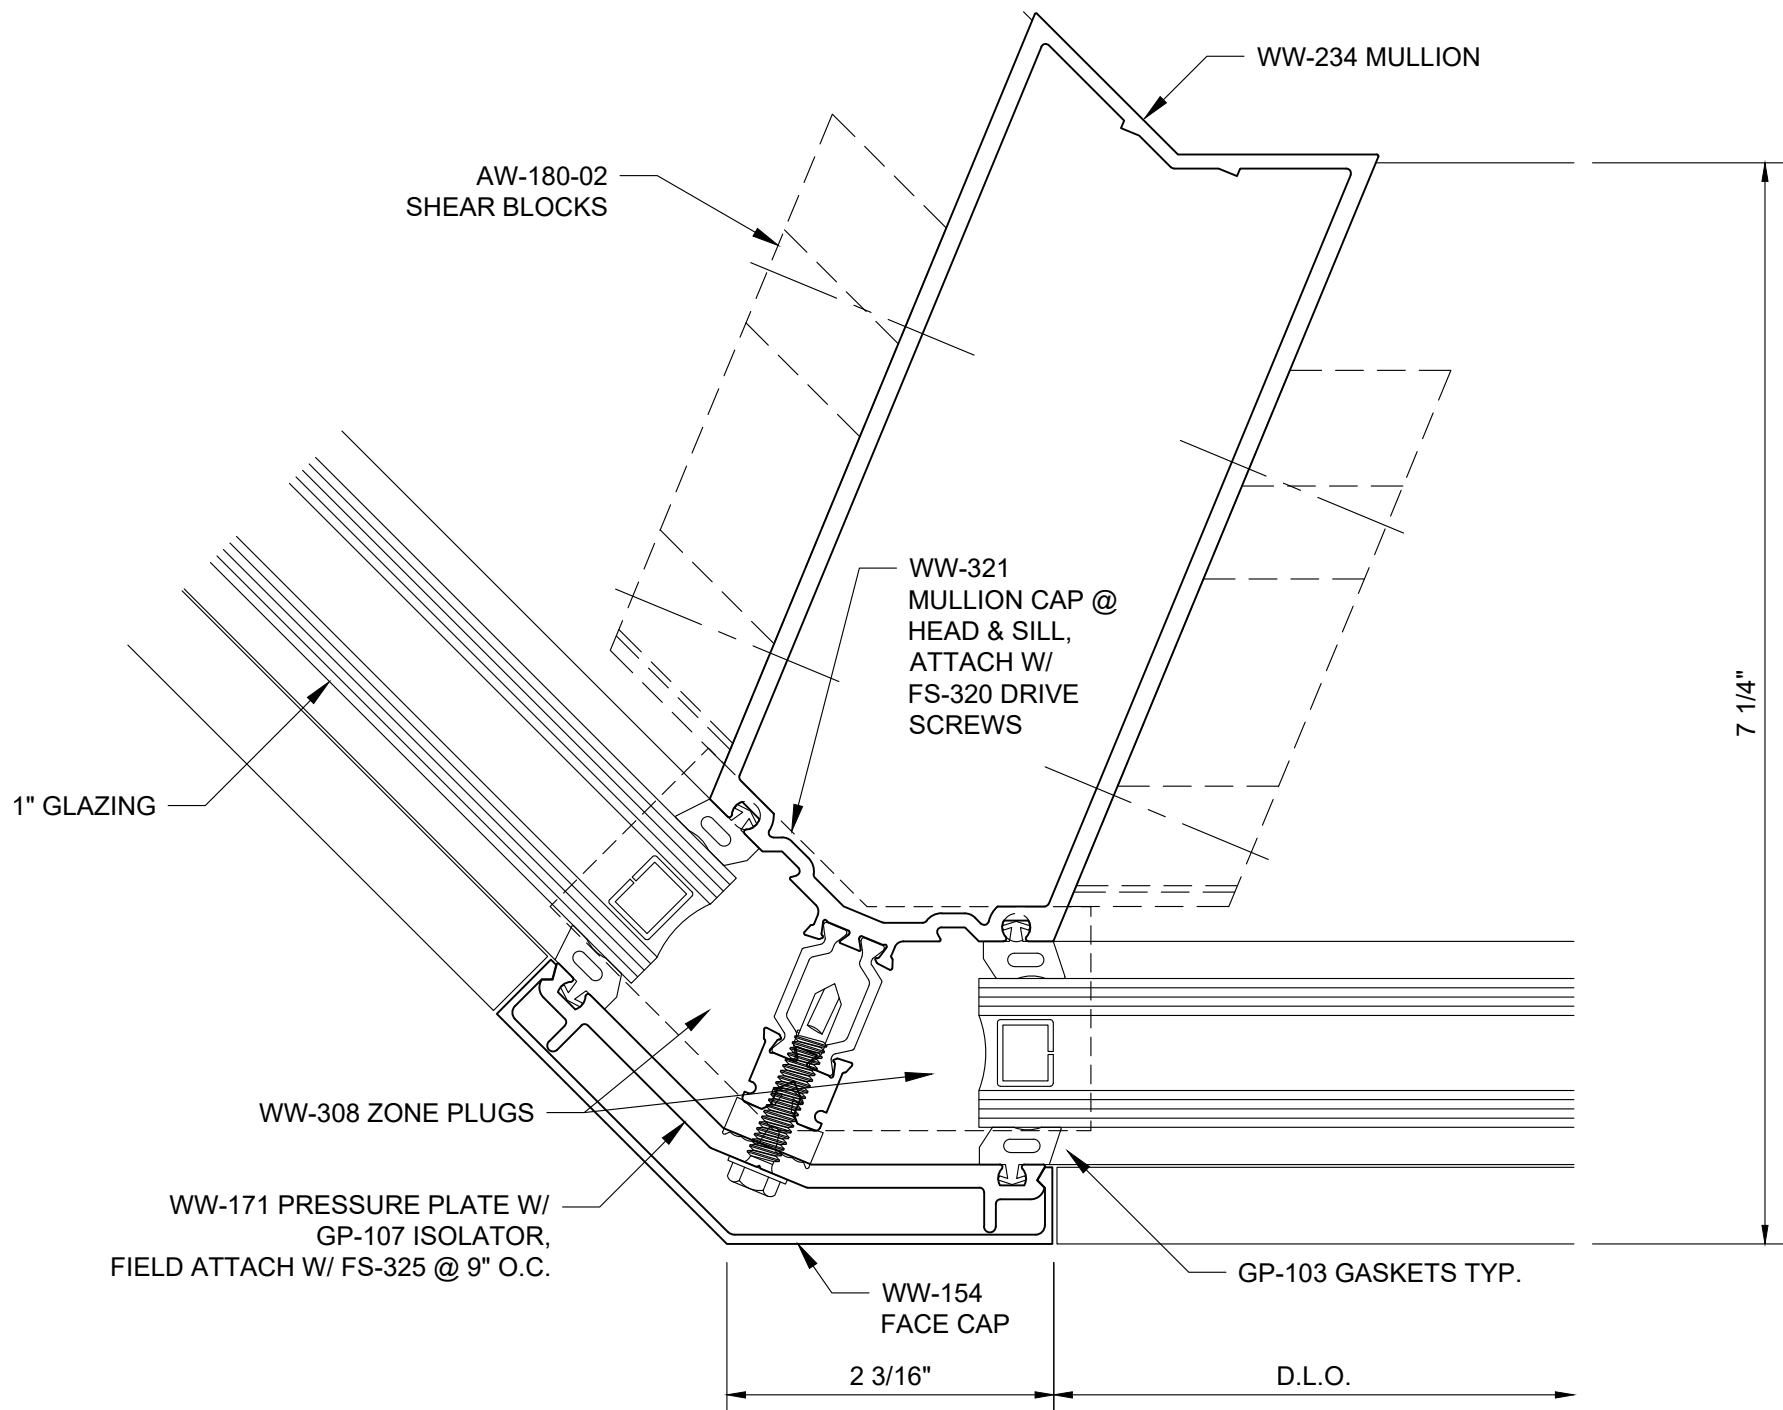 WW-234 MULLION
AW-180-02
SHEAR BLOCKS
WW-321
MULLION CAP @
HEAD & SILL,
ATTACH W/
FS-320 DRIVE
SCREWS
7 1/4"
1" GLAZING
WW-308 ZONE PLUGS
WW-171 PRESSURE PLATE W/
GP-107 ISOLATOR,
FIELD ATTACH W/ FS-325 @ 9" O.C.
GP-103 GASKETS TYP.
WW-154
FACE CAP
2 3/16"
D.L.O.